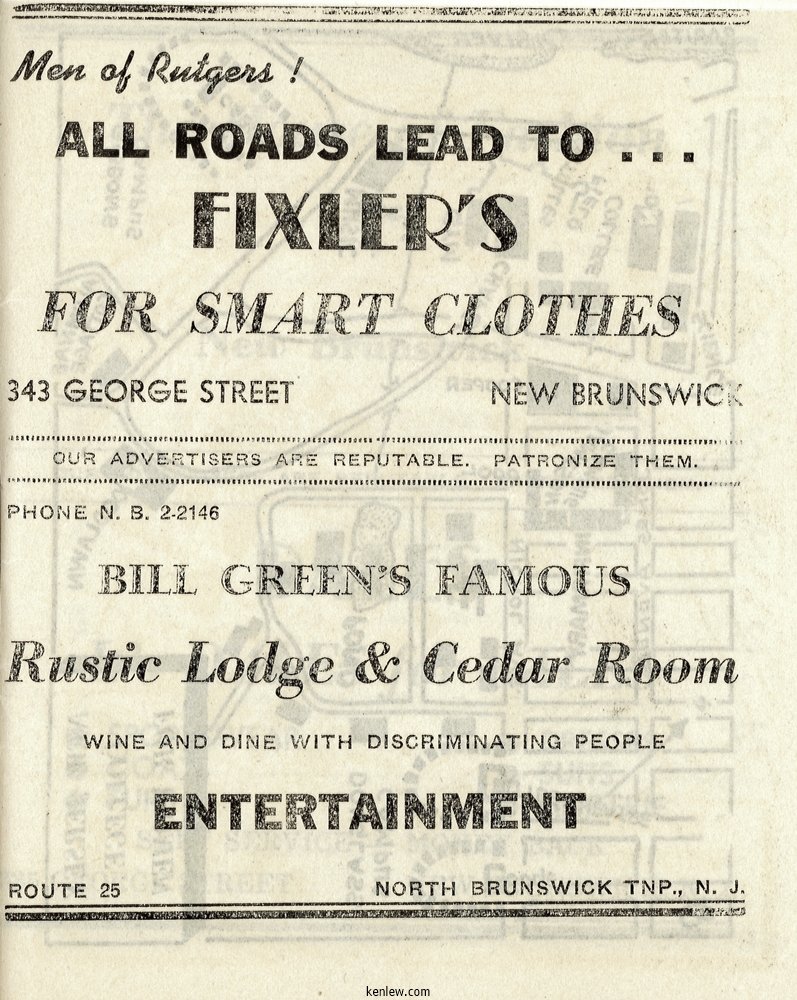 Men of Rutgers !
ALL ROADS LEAD TO . . .
FIXLER'S
FOR SMART CLOTHES
343 GEORGE STREET NEW BRUNSWICK
OUR ADVERTISERS ARE REPUTABLE. PATRONIZE THEM.
PHONE N. B. 2-2146
BILL GREEN'S FAMOUS
Rustic Lodge & Cedar Room
WINE AND DINE WITH DISCRIMINATING PEOPLE
ENTERTAINMENT
ROUTE 25 NORTH BRUNSWICK TNP., N. J.
kenlew.com